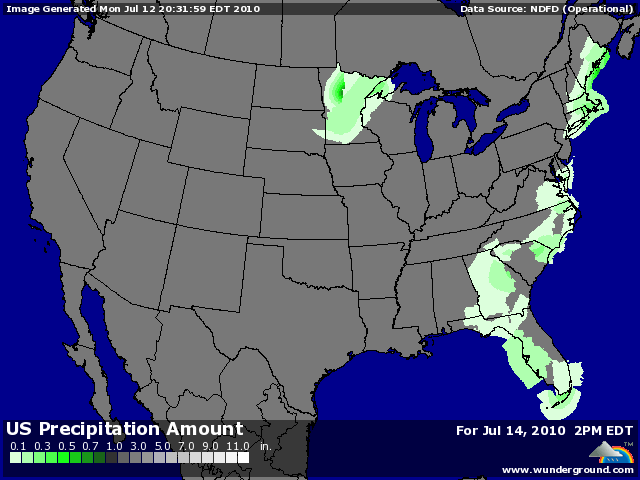 Image Generated Mon Jul 12 20:31:59 EDT 2010 Data Source: NDFD (Operational)
US Precipitation Amount
For Jul 14, 2010 2PM EDT
0.1 0.3 0.5 0.7 1.0 3.0 5.0 7.0 9.0 11.0 in.
TM
www.wunderground.com